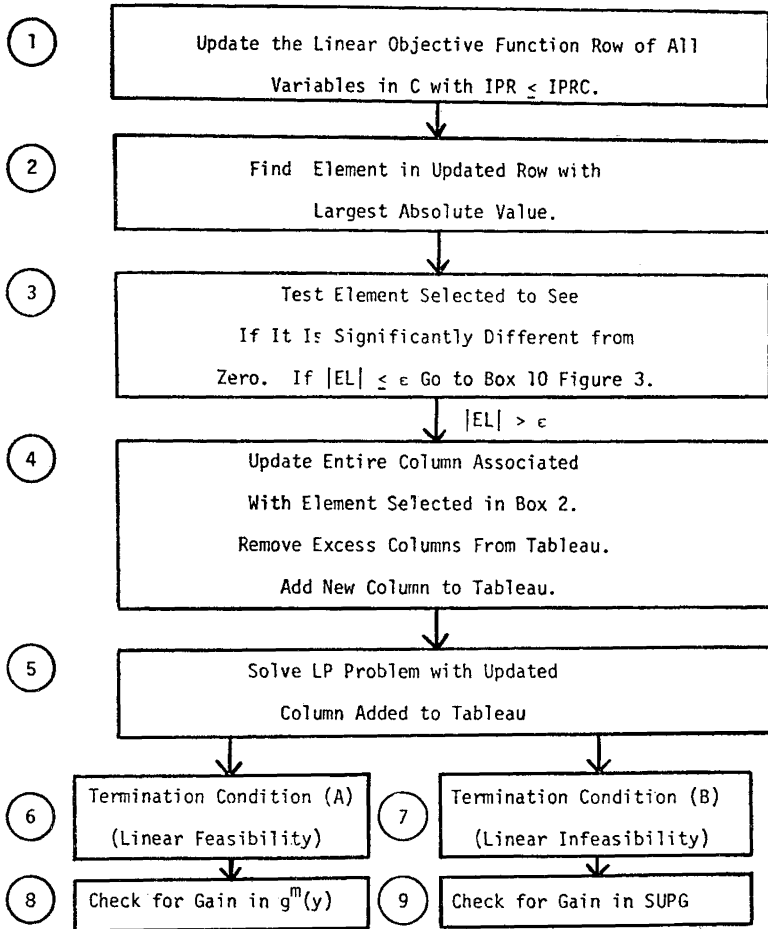 1
Update the Linear Objective Function Row of All
Variables in C with IPR ≤ IPRC.
2
Find Element in Updated Row with
Largest Absolute Value.
3
Test Element Selected to See
If It Is Significantly Different from
Zero. If |EL| ≤ ε Go to Box 10 Figure 3.
|EL| > ε
4
Update Entire Column Associated
With Element Selected in Box 2.
Remove Excess Columns From Tableau.
Add New Column to Tableau.
5
Solve LP Problem with Updated
Column Added to Tableau
6
Termination Condition (A)
(Linear Feasibility)
7
Termination Condition (B)
(Linear Infeasibility)
8
Check for Gain in g^m(y)
9
Check for Gain in SUPG